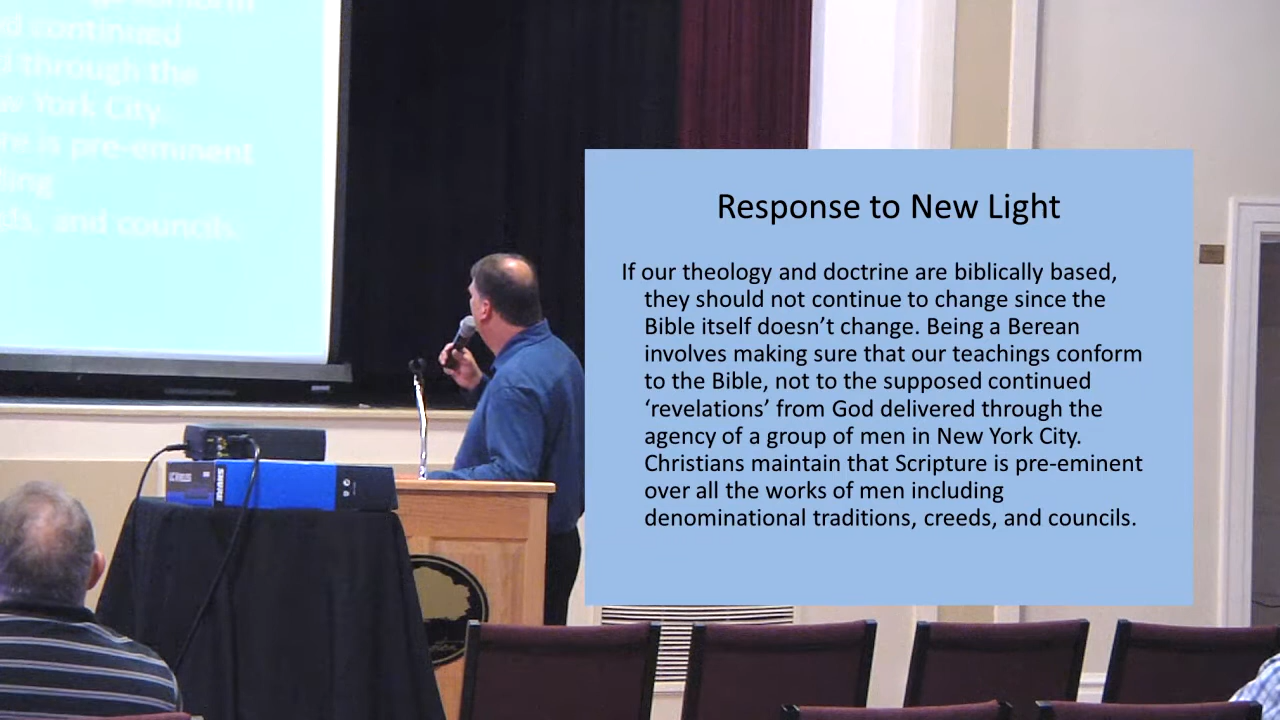 d continued
d through the
w York City.
re is pre-eminent
ds, and councils.
Response to New Light
If our theology and doctrine are biblically based,
they should not continue to change since the
Bible itself doesn’t change. Being a Berean
involves making sure that our teachings conform
to the Bible, not to the supposed continued
‘revelations’ from God delivered through the
agency of a group of men in New York City.
Christians maintain that Scripture is pre-eminent
over all the works of men including
denominational traditions, creeds, and councils.